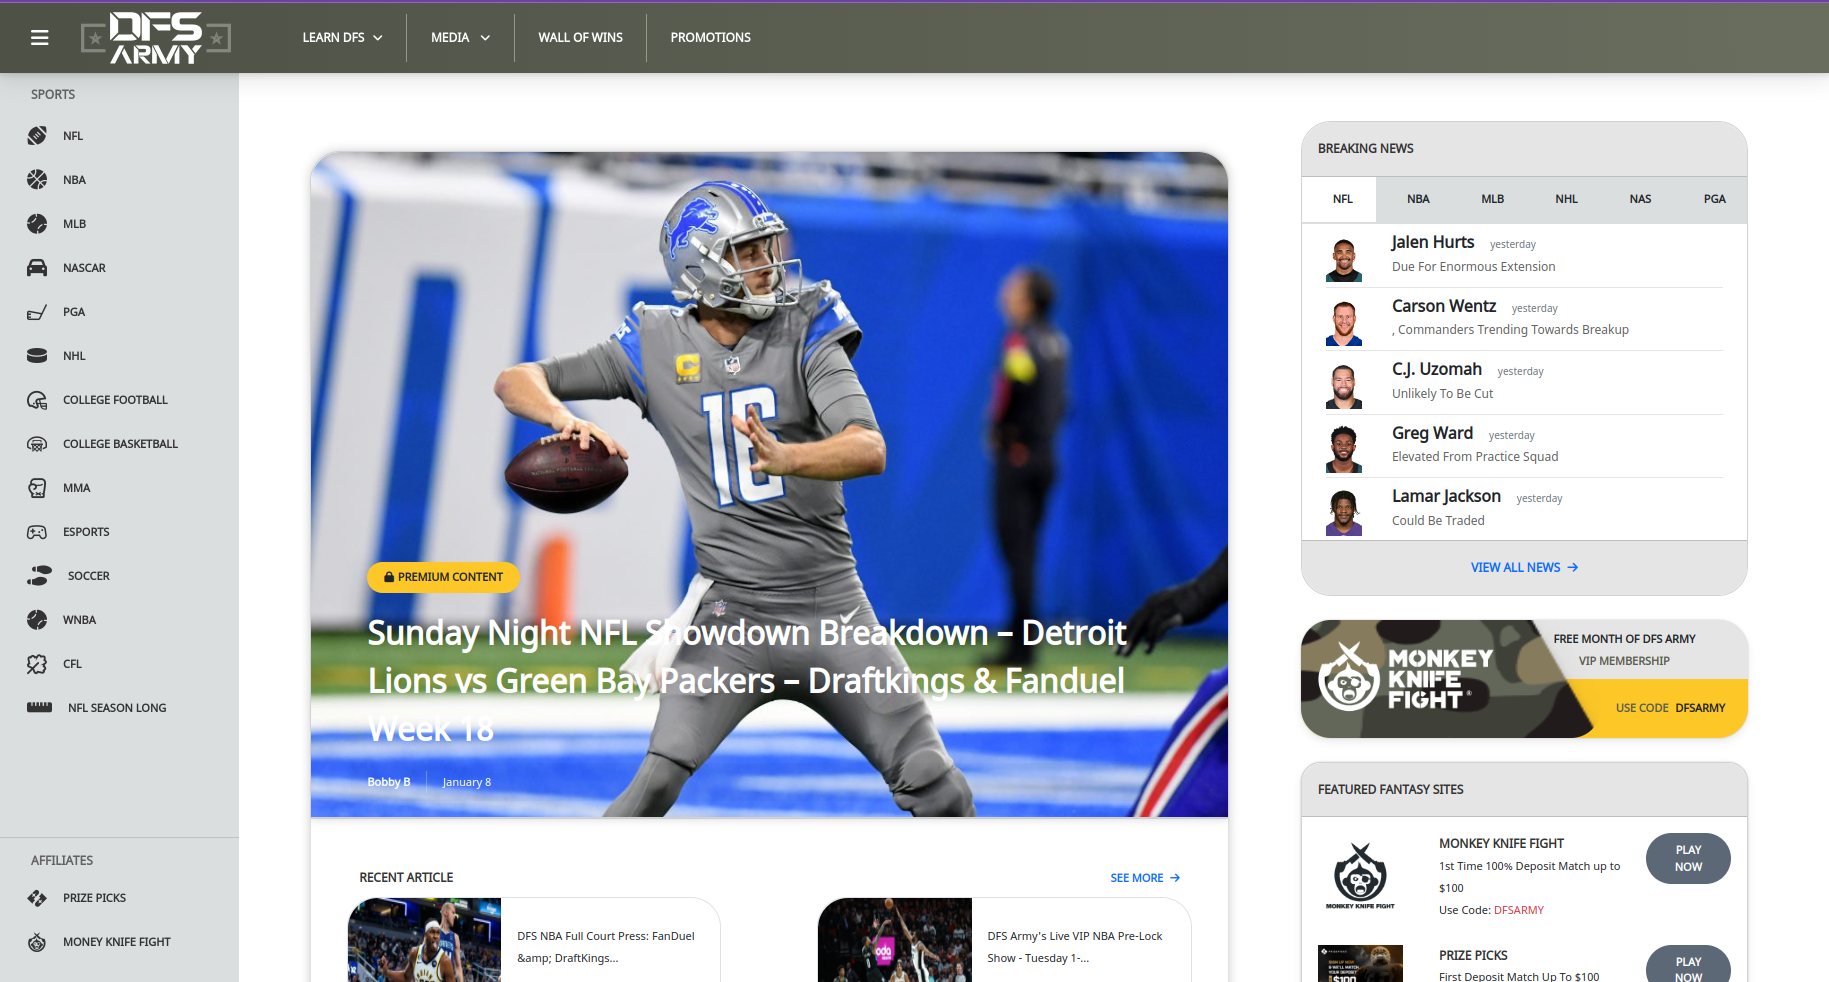 DFS
ARMY
LEARN DFS
MEDIA
WALL OF WINS
PROMOTIONS
SPORTS
NFL
NBA
MLB
NASCAR
PGA
NHL
COLLEGE FOOTBALL
COLLEGE BASKETBALL
MMA
ESPORTS
SOCCER
WNBA
CFL
NFL SEASON LONG
AFFILIATES
PRIZE PICKS
MONEY KNIFE FIGHT
16
PREMIUM CONTENT
Sunday Night NFL Showdown Breakdown – Detroit
Lions vs Green Bay Packers – Draftkings & Fanduel
Week 18
Bobby B
January 8
RECENT ARTICLE
SEE MORE
DFS NBA Full Court Press: FanDuel
&amp; DraftKings...
DFS Army's Live VIP NBA Pre-Lock
Show - Tuesday 1-...
BREAKING NEWS
NFL NBA MLB NHL NAS PGA
Jalen Hurts yesterday
Due For Enormous Extension
Carson Wentz yesterday
, Commanders Trending Towards Breakup
C.J. Uzomah yesterday
Unlikely To Be Cut
Greg Ward yesterday
Elevated From Practice Squad
Lamar Jackson yesterday
Could Be Traded
VIEW ALL NEWS
MONKEY
KNIFE
FIGHT
FREE MONTH OF DFS ARMY
VIP MEMBERSHIP
USE CODE DFSARMY
FEATURED FANTASY SITES
MONKEY KNIFE FIGHT
MONKEY KNIFE FIGHT
1st Time 100% Deposit Match up to
$100
Use Code: DFSARMY
PLAY
NOW
PRIZE PICKS
First Deposit Match Up To $100
PLAY
NOW